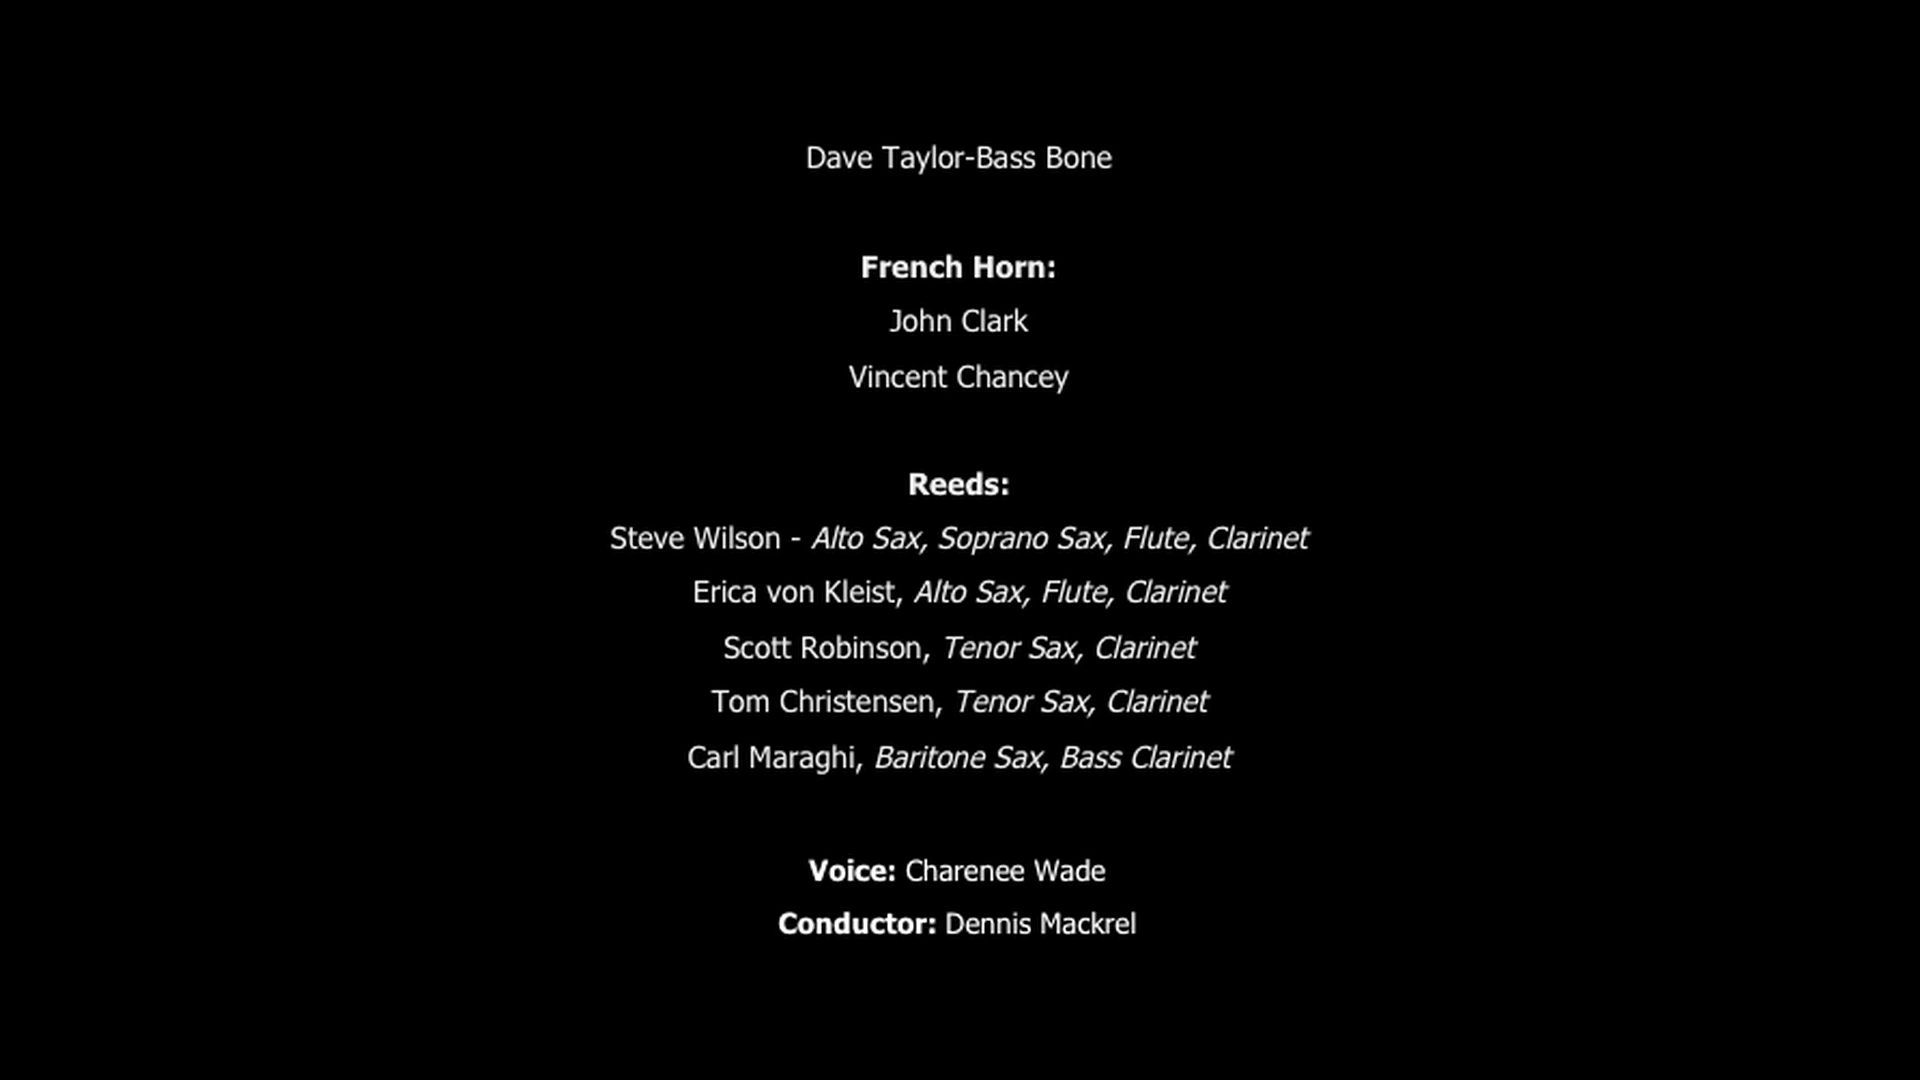 Dave Taylor-Bass Bone
French Horn:
John Clark
Vincent Chancey
Reeds:
Steve Wilson - Alto Sax, Soprano Sax, Flute, Clarinet
Erica von Kleist, Alto Sax, Flute, Clarinet
Scott Robinson, Tenor Sax, Clarinet
Tom Christensen, Tenor Sax, Clarinet
Carl Maraghi, Baritone Sax, Bass Clarinet
Voice: Charenee Wade
Conductor: Dennis Mackrel